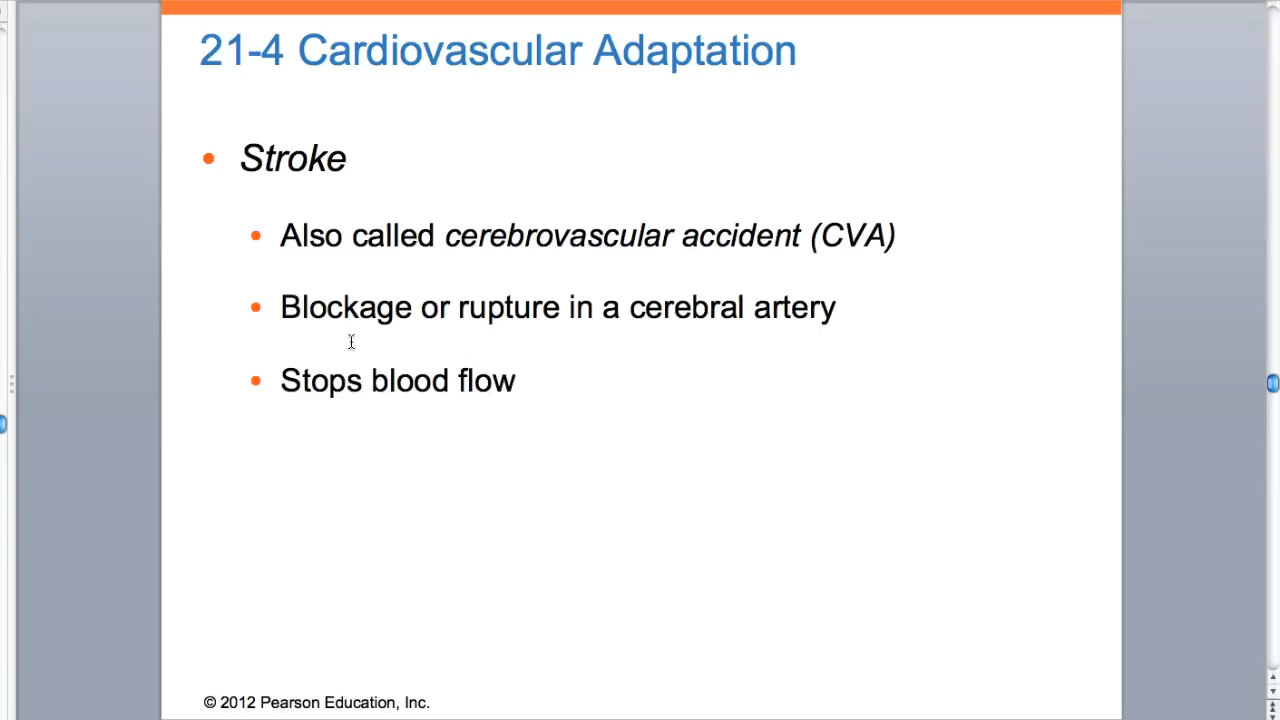 21-4 Cardiovascular Adaptation
• Stroke
• Also called cerebrovascular accident (CVA)
• Blockage or rupture in a cerebral artery
• Stops blood flow
© 2012 Pearson Education, Inc.